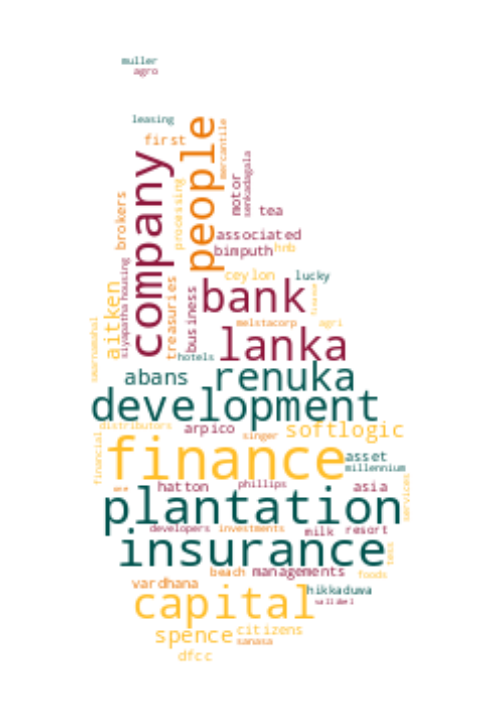 muller
agro
leasing
first
people
mercantile
company
motor
senkadagala
processing
brokers
tea
associated
bimputh
hnb
ceylon
lucky
siyapatha
housing
aitken
treasuries
business
bank
finance
melstacorp
agri
swarnamahal
lanka
hotels
abans
renuka
development
distributors
arpico
singer
softlogic
financial
finance
asset
millennium
hatton
phillips
asia
services
plantation
developers
investments
milk
resort
insurance
teas
beach
managements
foods
vardhana
hikkaduwa
vallibel
capital
spence
citizens
sanasa
dfcc